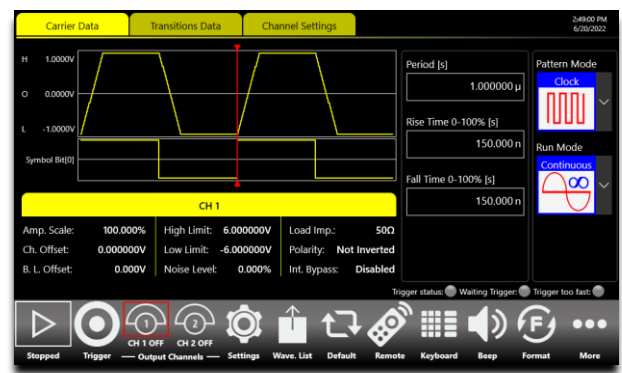 Carrier Data Transitions Data Channel Settings 2:49:00 PM
6/20/2022
H 1.0000V
O 0.0000V
L -1.0000V
Symbol Bit[0]
Period [s]
1.000000 µ
Rise Time 0-100% [s]
150.000 n
Fall Time 0-100% [s]
150.000 n
Pattern Mode
Clock
Run Mode
Continuous
∞
CH 1
Amp. Scale: 100.000% High Limit: 6.000000V Load Imp.: 50Ω
Ch. Offset: 0.000000V Low Limit: -6.000000V Polarity: Not Inverted
B. L. Offset: 0.000V Noise Level: 0.000% Int. Bypass: Disabled
Trigger status: Waiting Trigger: Trigger too fast:
1 2 F
CH 1 OFF CH 2 OFF
Stopped Trigger Output Channels Settings Wave. List Default Remote Keyboard Beep Format More